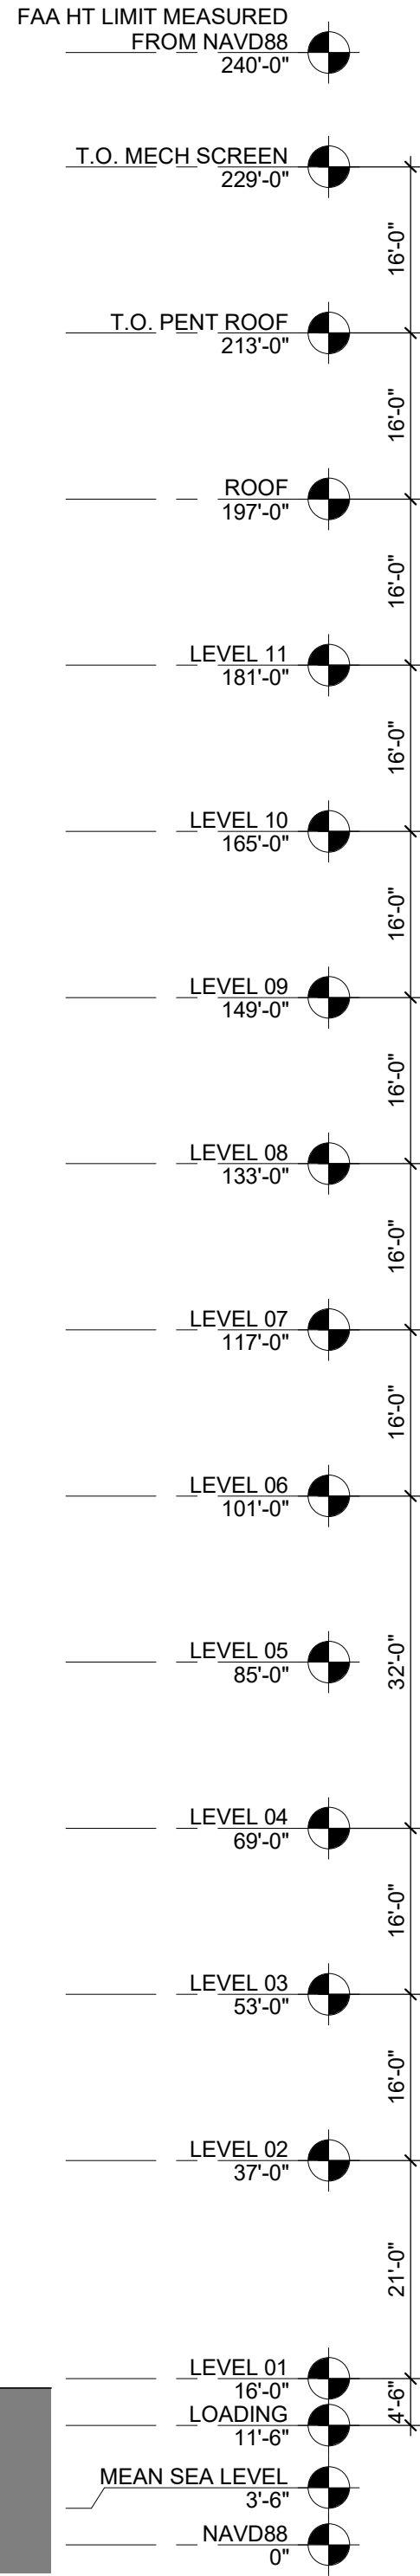 FAA HT LIMIT MEASURED
FROM NAVD88
240'-0"
T.O. MECH SCREEN
229'-0"
16'-0"
T.O. PENT ROOF
213'-0"
16'-0"
ROOF
197'-0"
16'-0"
LEVEL 11
181'-0"
16'-0"
LEVEL 10
165'-0"
16'-0"
LEVEL 09
149'-0"
16'-0"
LEVEL 08
133'-0"
16'-0"
LEVEL 07
117'-0"
16'-0"
LEVEL 06
101'-0"
LEVEL 05
85'-0"
32'-0"
LEVEL 04
69'-0"
16'-0"
LEVEL 03
53'-0"
16'-0"
LEVEL 02
37'-0"
21'-0"
LEVEL 01
16'-0"
4'-6"
LOADING
11'-6"
MEAN SEA LEVEL
3'-6"
NAVD88
0"